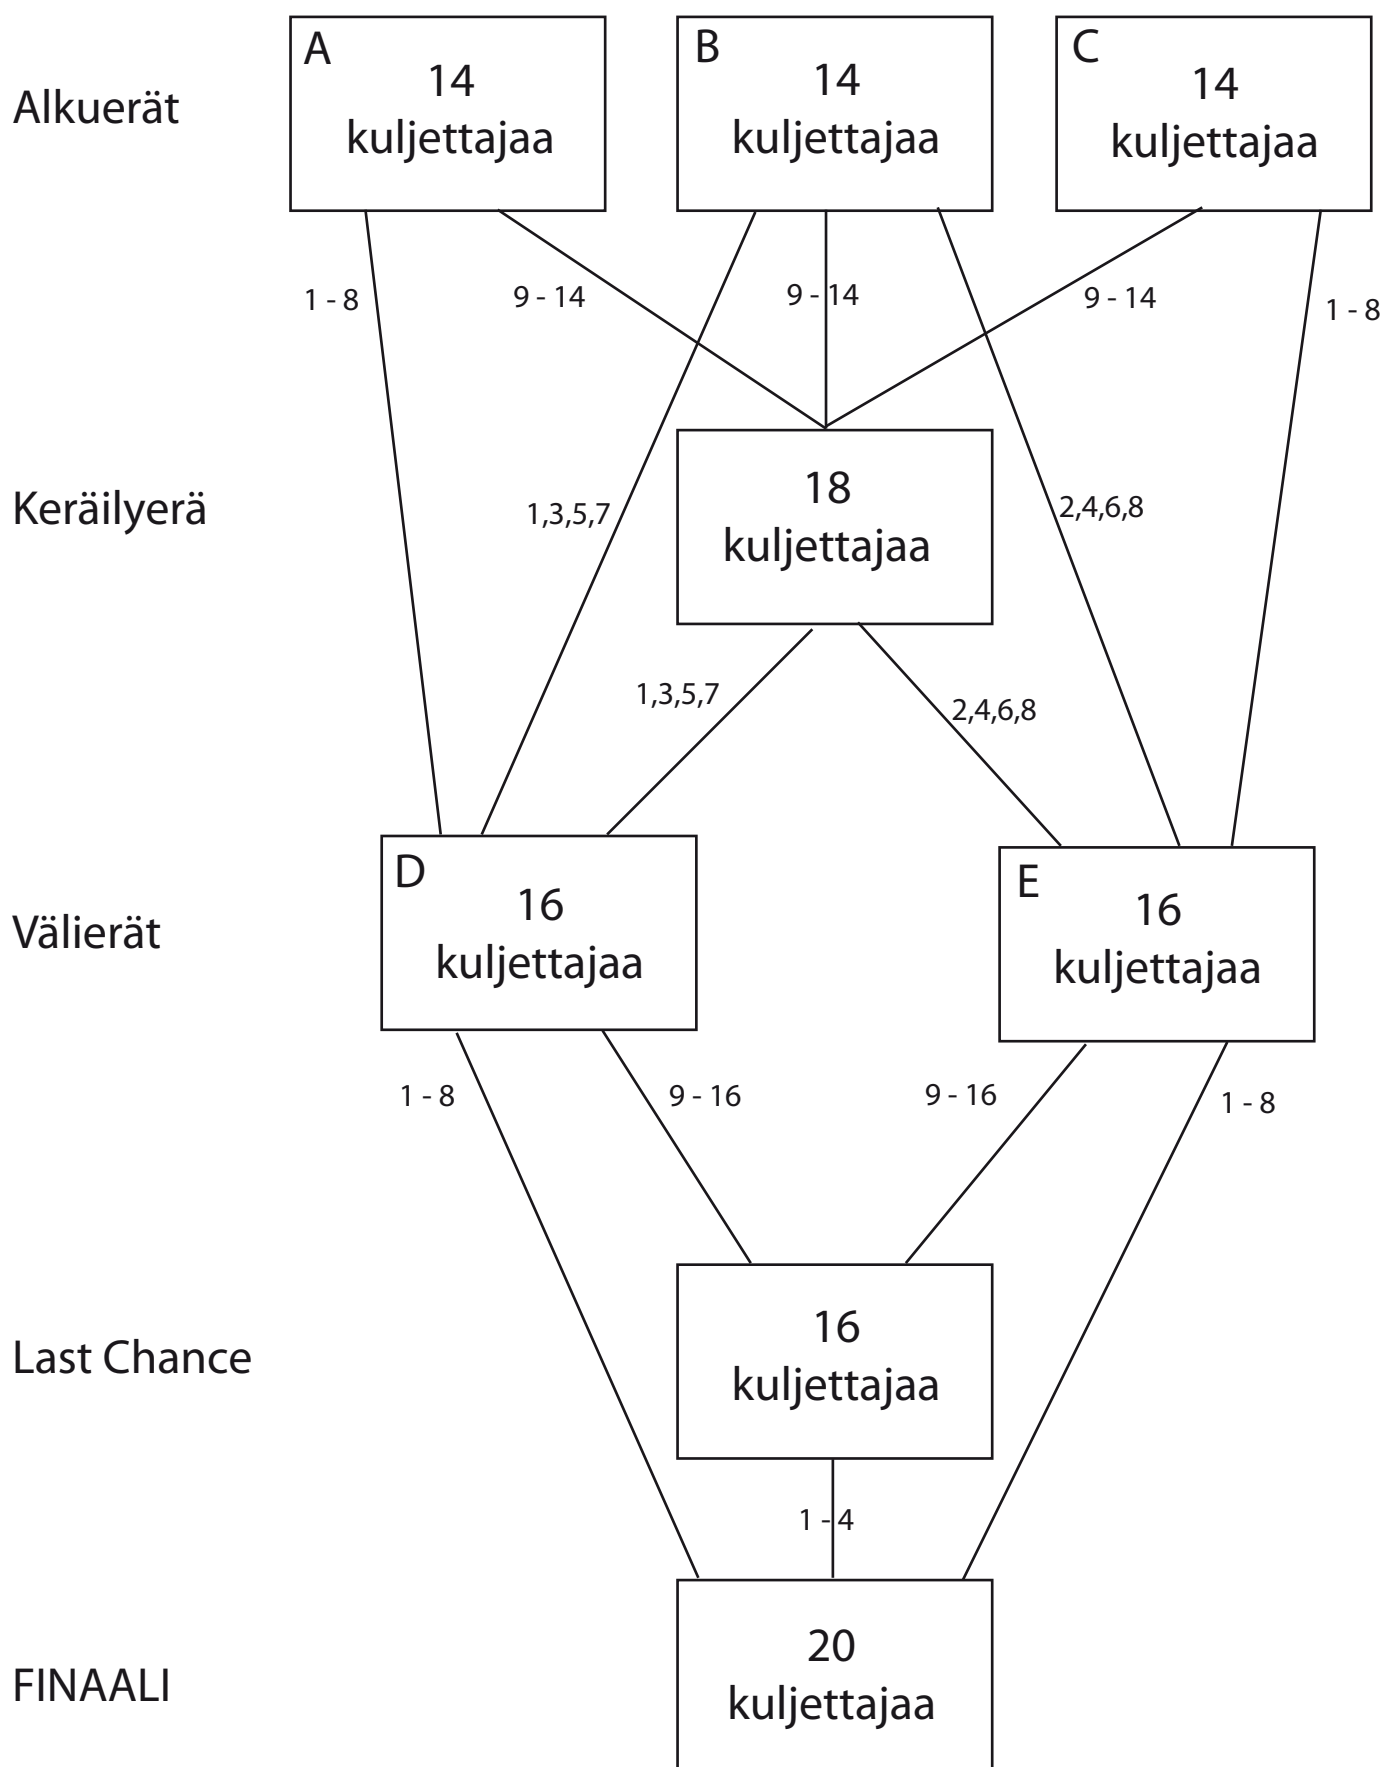 Alkuerät
A
14
kuljettajaa
B
14
kuljettajaa
C
14
kuljettajaa
1 - 8
9 - 14
9 - 14
9 - 14
1 - 8
Keräilyerä
18
kuljettajaa
1,3,5,7
2,4,6,8
1,3,5,7
2,4,6,8
Välierät
D
16
kuljettajaa
E
16
kuljettajaa
1 - 8
9 - 16
9 - 16
1 - 8
Last Chance
16
kuljettajaa
1 - 4
FINAALI
20
kuljettajaa